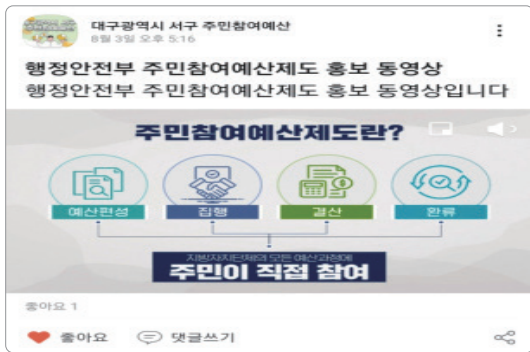 대구광역시 서구 주민참여예산
8월 3일 오후 5:16
행정안전부 주민참여예산제도 홍보 동영상
행정안전부 주민참여예산제도 홍보 동영상입니다
주민참여예산제도란?
예산편성 집행 결산 환류
지방자치단체의 모든 예산과정에
주민이 직접 참여
좋아요 1
좋아요 댓글쓰기